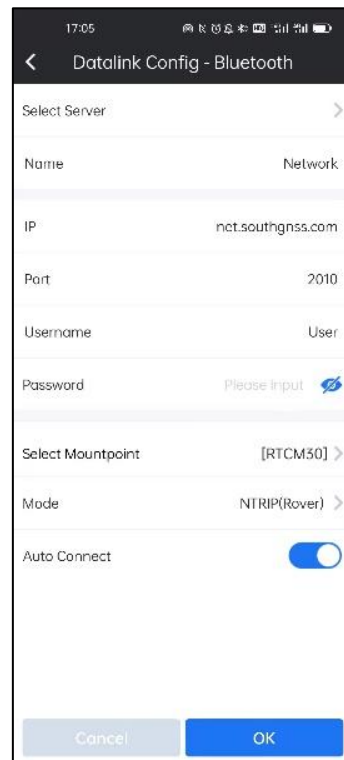 17:05
Datalink Config - Bluetooth
Select Server
Name Network
IP nct.southgnss.com
Port 2010
Username User
Password Please Input
Select Mountpoint [RTCM30]
Mode NTRIP(Rover)
Auto Connect
Cancel OK